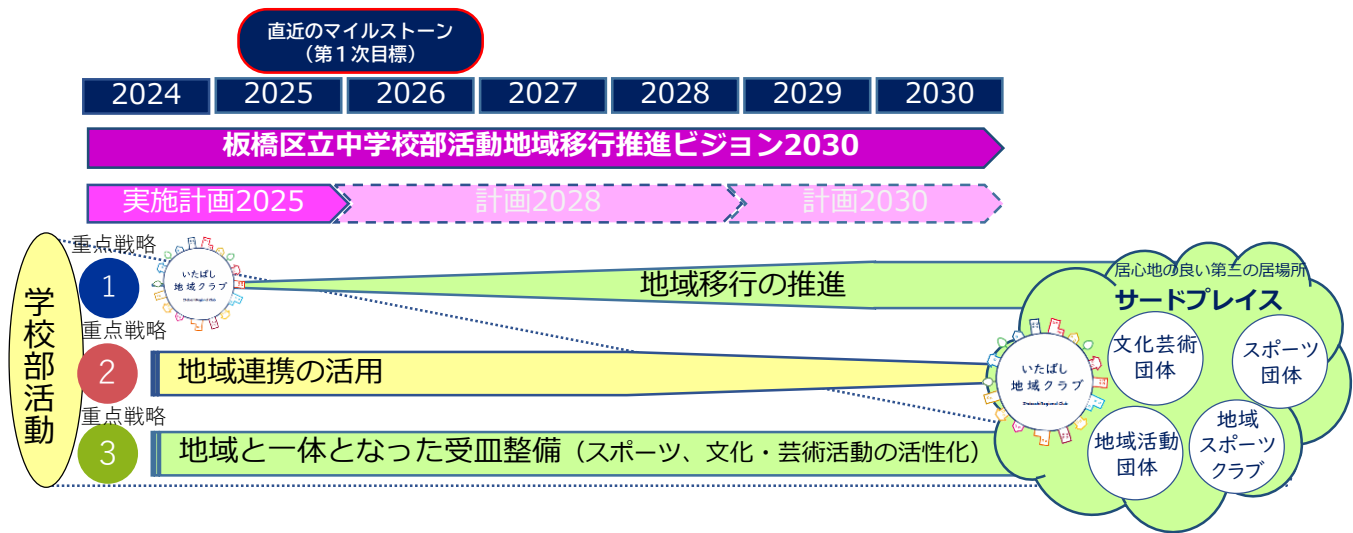 直近のマイルストーン
（第１次目標）
2024
2025
2026
2027
2028
2029
2030
板橋区立中学校部活動地域移行推進ビジョン2030
実施計画2025
計画2028
計画2030
学校部活動
重点戦略
1
いたばし
地域クラブ
地域移行の推進
重点戦略
2
地域連携の活用
重点戦略
3
地域と一体となった受皿整備（スポーツ、文化・芸術活動の活性化）
居心地の良い第三の居場所
サードプレイス
いたばし
地域クラブ
文化芸術
団体
スポーツ
団体
地域活動
団体
地域
スポーツ
クラブ